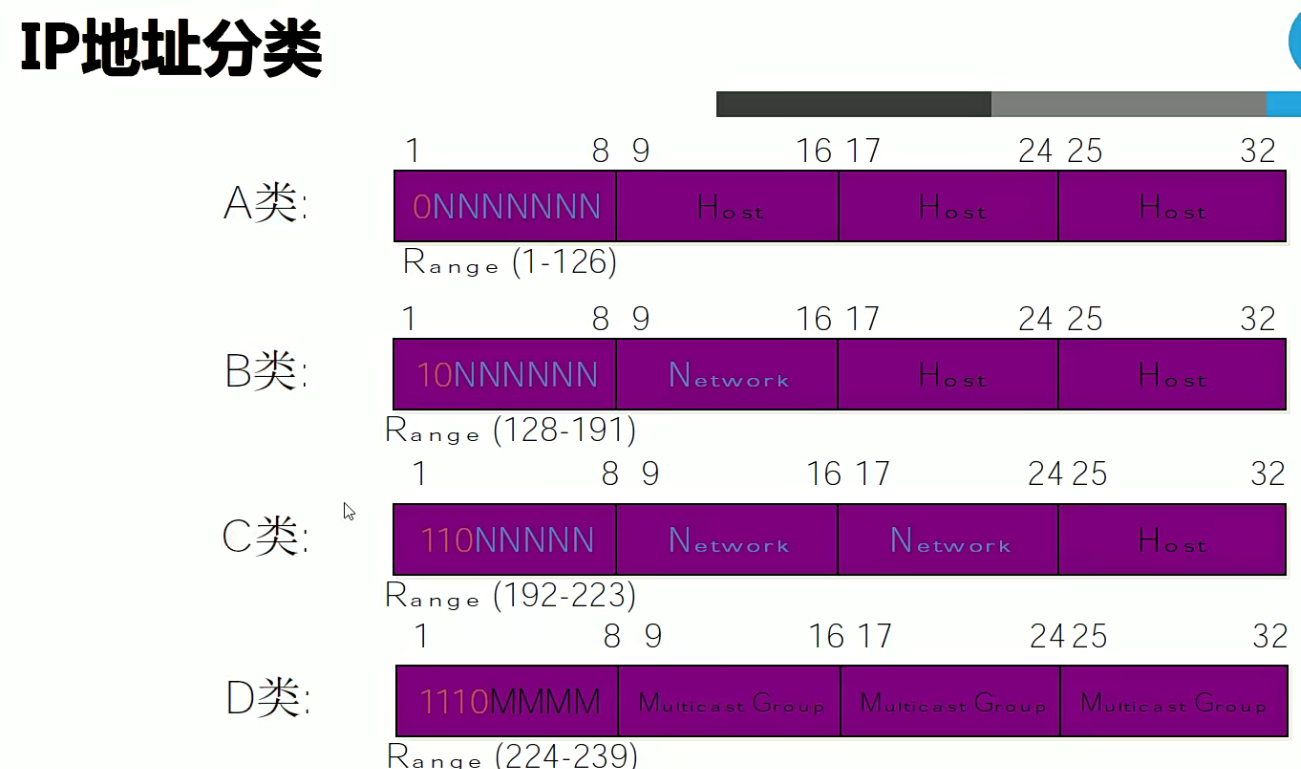 IP地址分类
1 8 9 16 17 24 25 32
A类: 0NNNNNNN Host Host Host
Range (1-126)
1 8 9 16 17 24 25 32
B类: 10NNNNNN Network Host Host
Range (128-191)
1 8 9 16 17 24 25 32
C类: 110NNNNN Network Network Host
Range (192-223)
1 8 9 16 17 24 25 32
D类: 1110MMMM Multicast Group Multicast Group Multicast Group
Range (224-239)